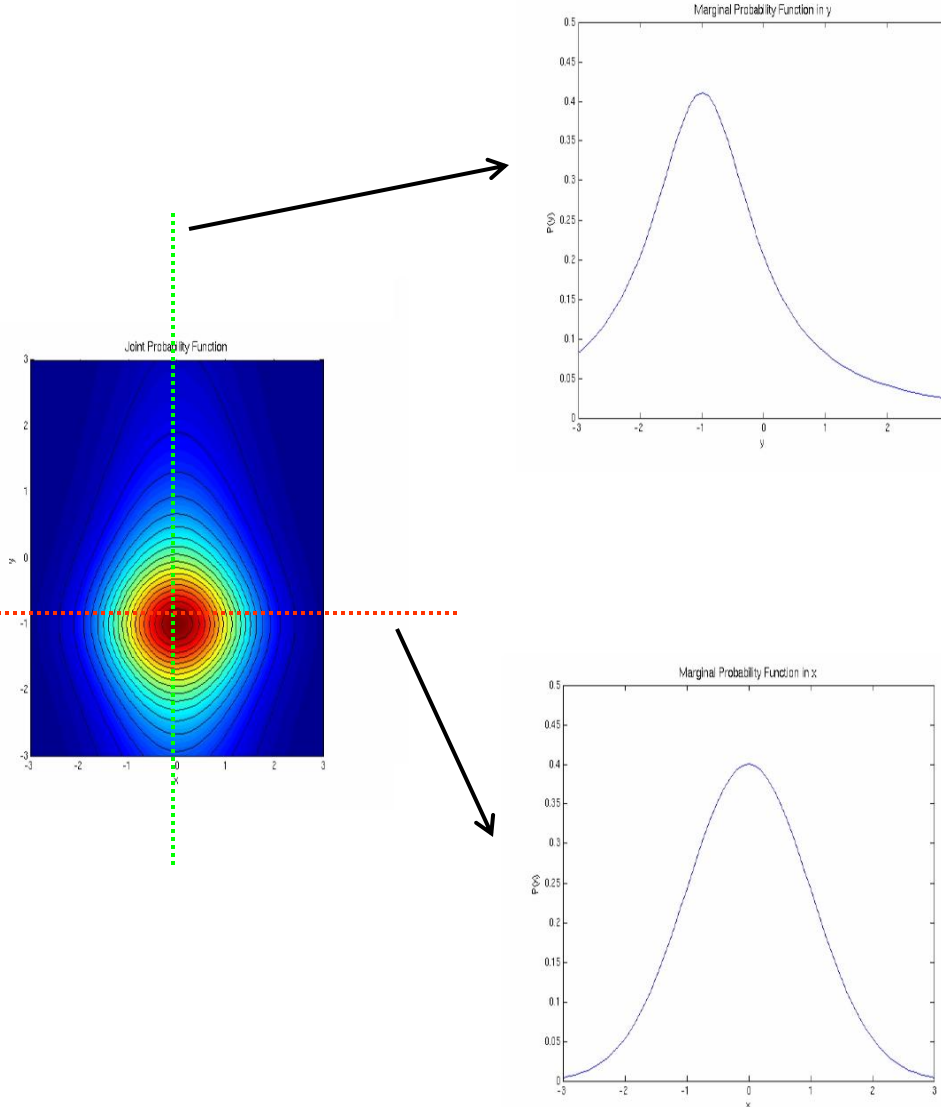 Marginal Probability Function in y
0.5
0.45
0.4
0.35
0.3
0.25
0.2
0.15
0.1
0.05
0
P(y)
-3 -2 -1 0 1 2
y
Joint Probability Function
3
2
1
0
-1
-2
-3
y
-3 -2 -1 0 1 2 3
x
Marginal Probability Function in x
0.5
0.45
0.4
0.35
0.3
0.25
0.2
0.15
0.1
0.05
0
P(x)
-3 -2 -1 0 1 2 3
x